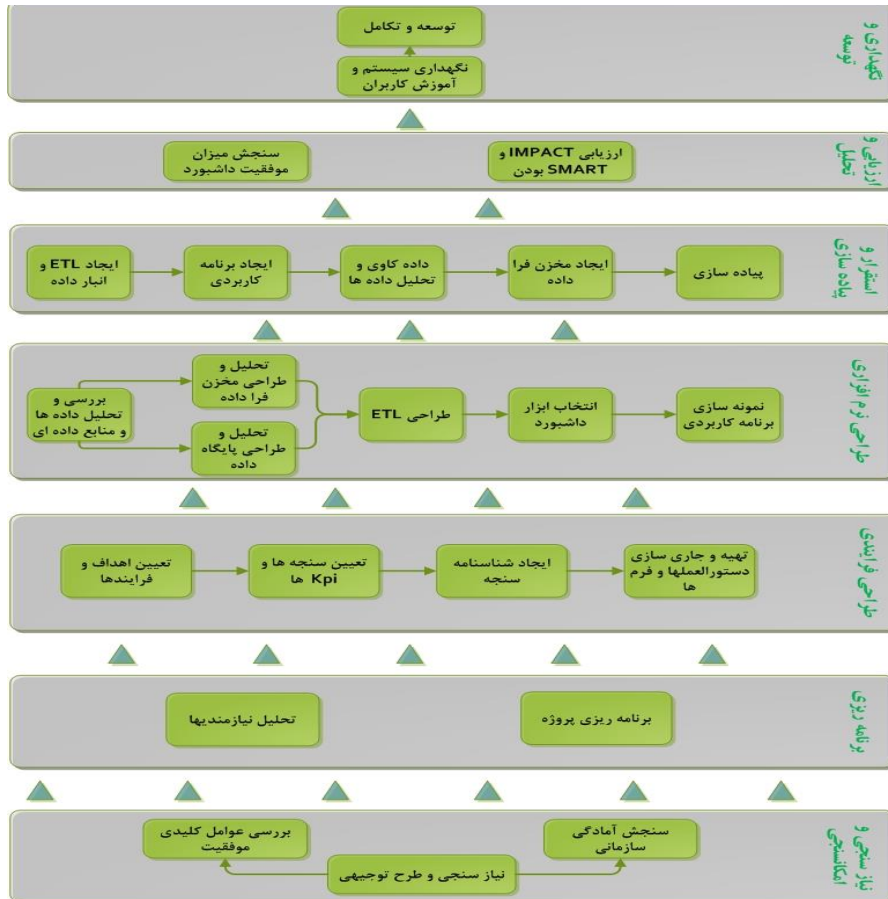 توسعه و تکامل
نگهداری سیستم و
آموزش کاربران
نگهداری و
توسعه
ارزیابی IMPACT و
SMART بودن
سنجش میزان
موفقیت داشبورد
ارزیابی و
تحلیل
ایجاد ETL و
انبار داده
ایجاد برنامه
کاربردی
داده کاوی و
تحلیل داده ها
ایجاد مخزن فرا
داده
پیاده سازی
استقرار و
پیاده سازی
بررسی و
تحلیل داده ها
و منابع داده ای
تحلیل و
طراحی مخزن
فرا داده
تحلیل و
طراحی پایگاه
داده
طراحی ETL
انتخاب ابزار
داشبورد
نمونه سازی
برنامه کاربردی
طراحی نرم افزاری
تعیین اهداف و
فرایندها
تعیین سنجه ها و
Kpi ها
ایجاد شناسنامه
سنجه
تهیه و جاری سازی
دستورالعملها و فرم
ها
طراحی فرایندی
برنامه ریزی پروژه
تحلیل نیازمندیها
برنامه ریزی
سنجش آمادگی
سازمانی
بررسی عوامل کلیدی
موفقیت
نیاز سنجی و طرح توجیهی
نیاز سنجی و
امکانسنجی